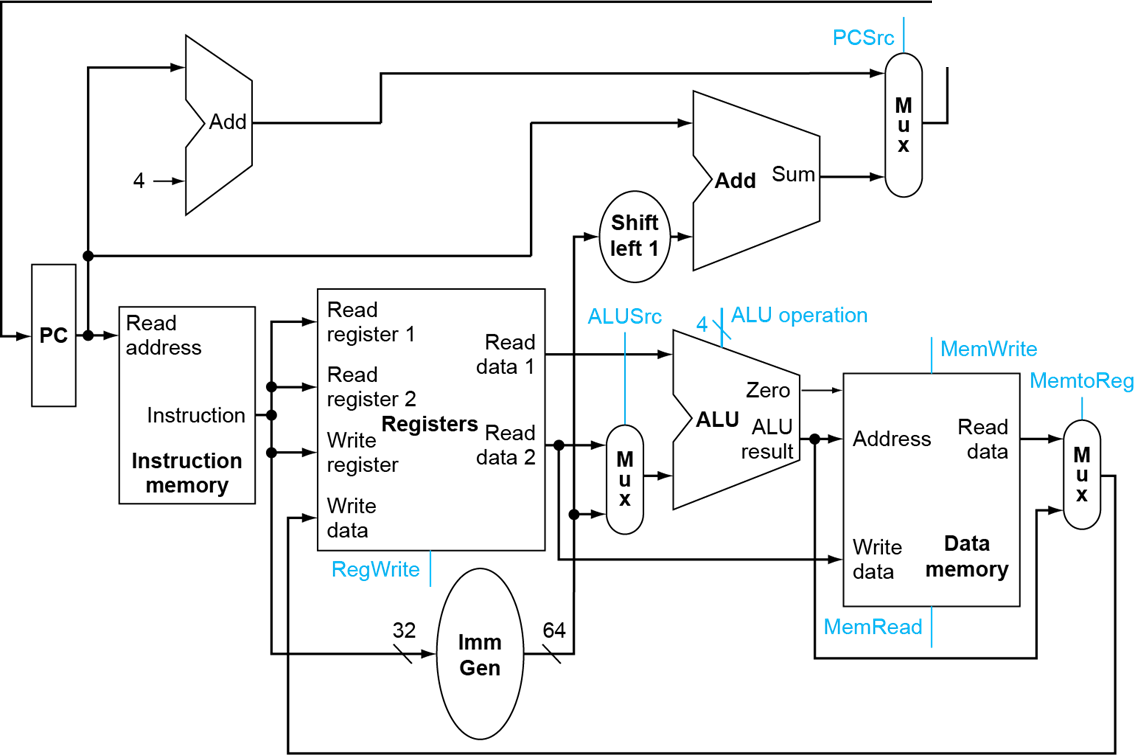 PCSrc
M
u
x
Add
4
Add
Sum
Shift
left 1
PC
Read
address
Instruction
Instruction
memory
Read
register 1
Read
register 2
Write
register
Write
data
Registers
Read
data 1
Read
data 2
RegWrite
ALUSrc
M
u
x
4
ALU operation
Zero
ALU
ALU
result
MemWrite
Address
Read
data
Write
data
Data
memory
MemRead
MemtoReg
M
u
x
32
Imm
Gen
64